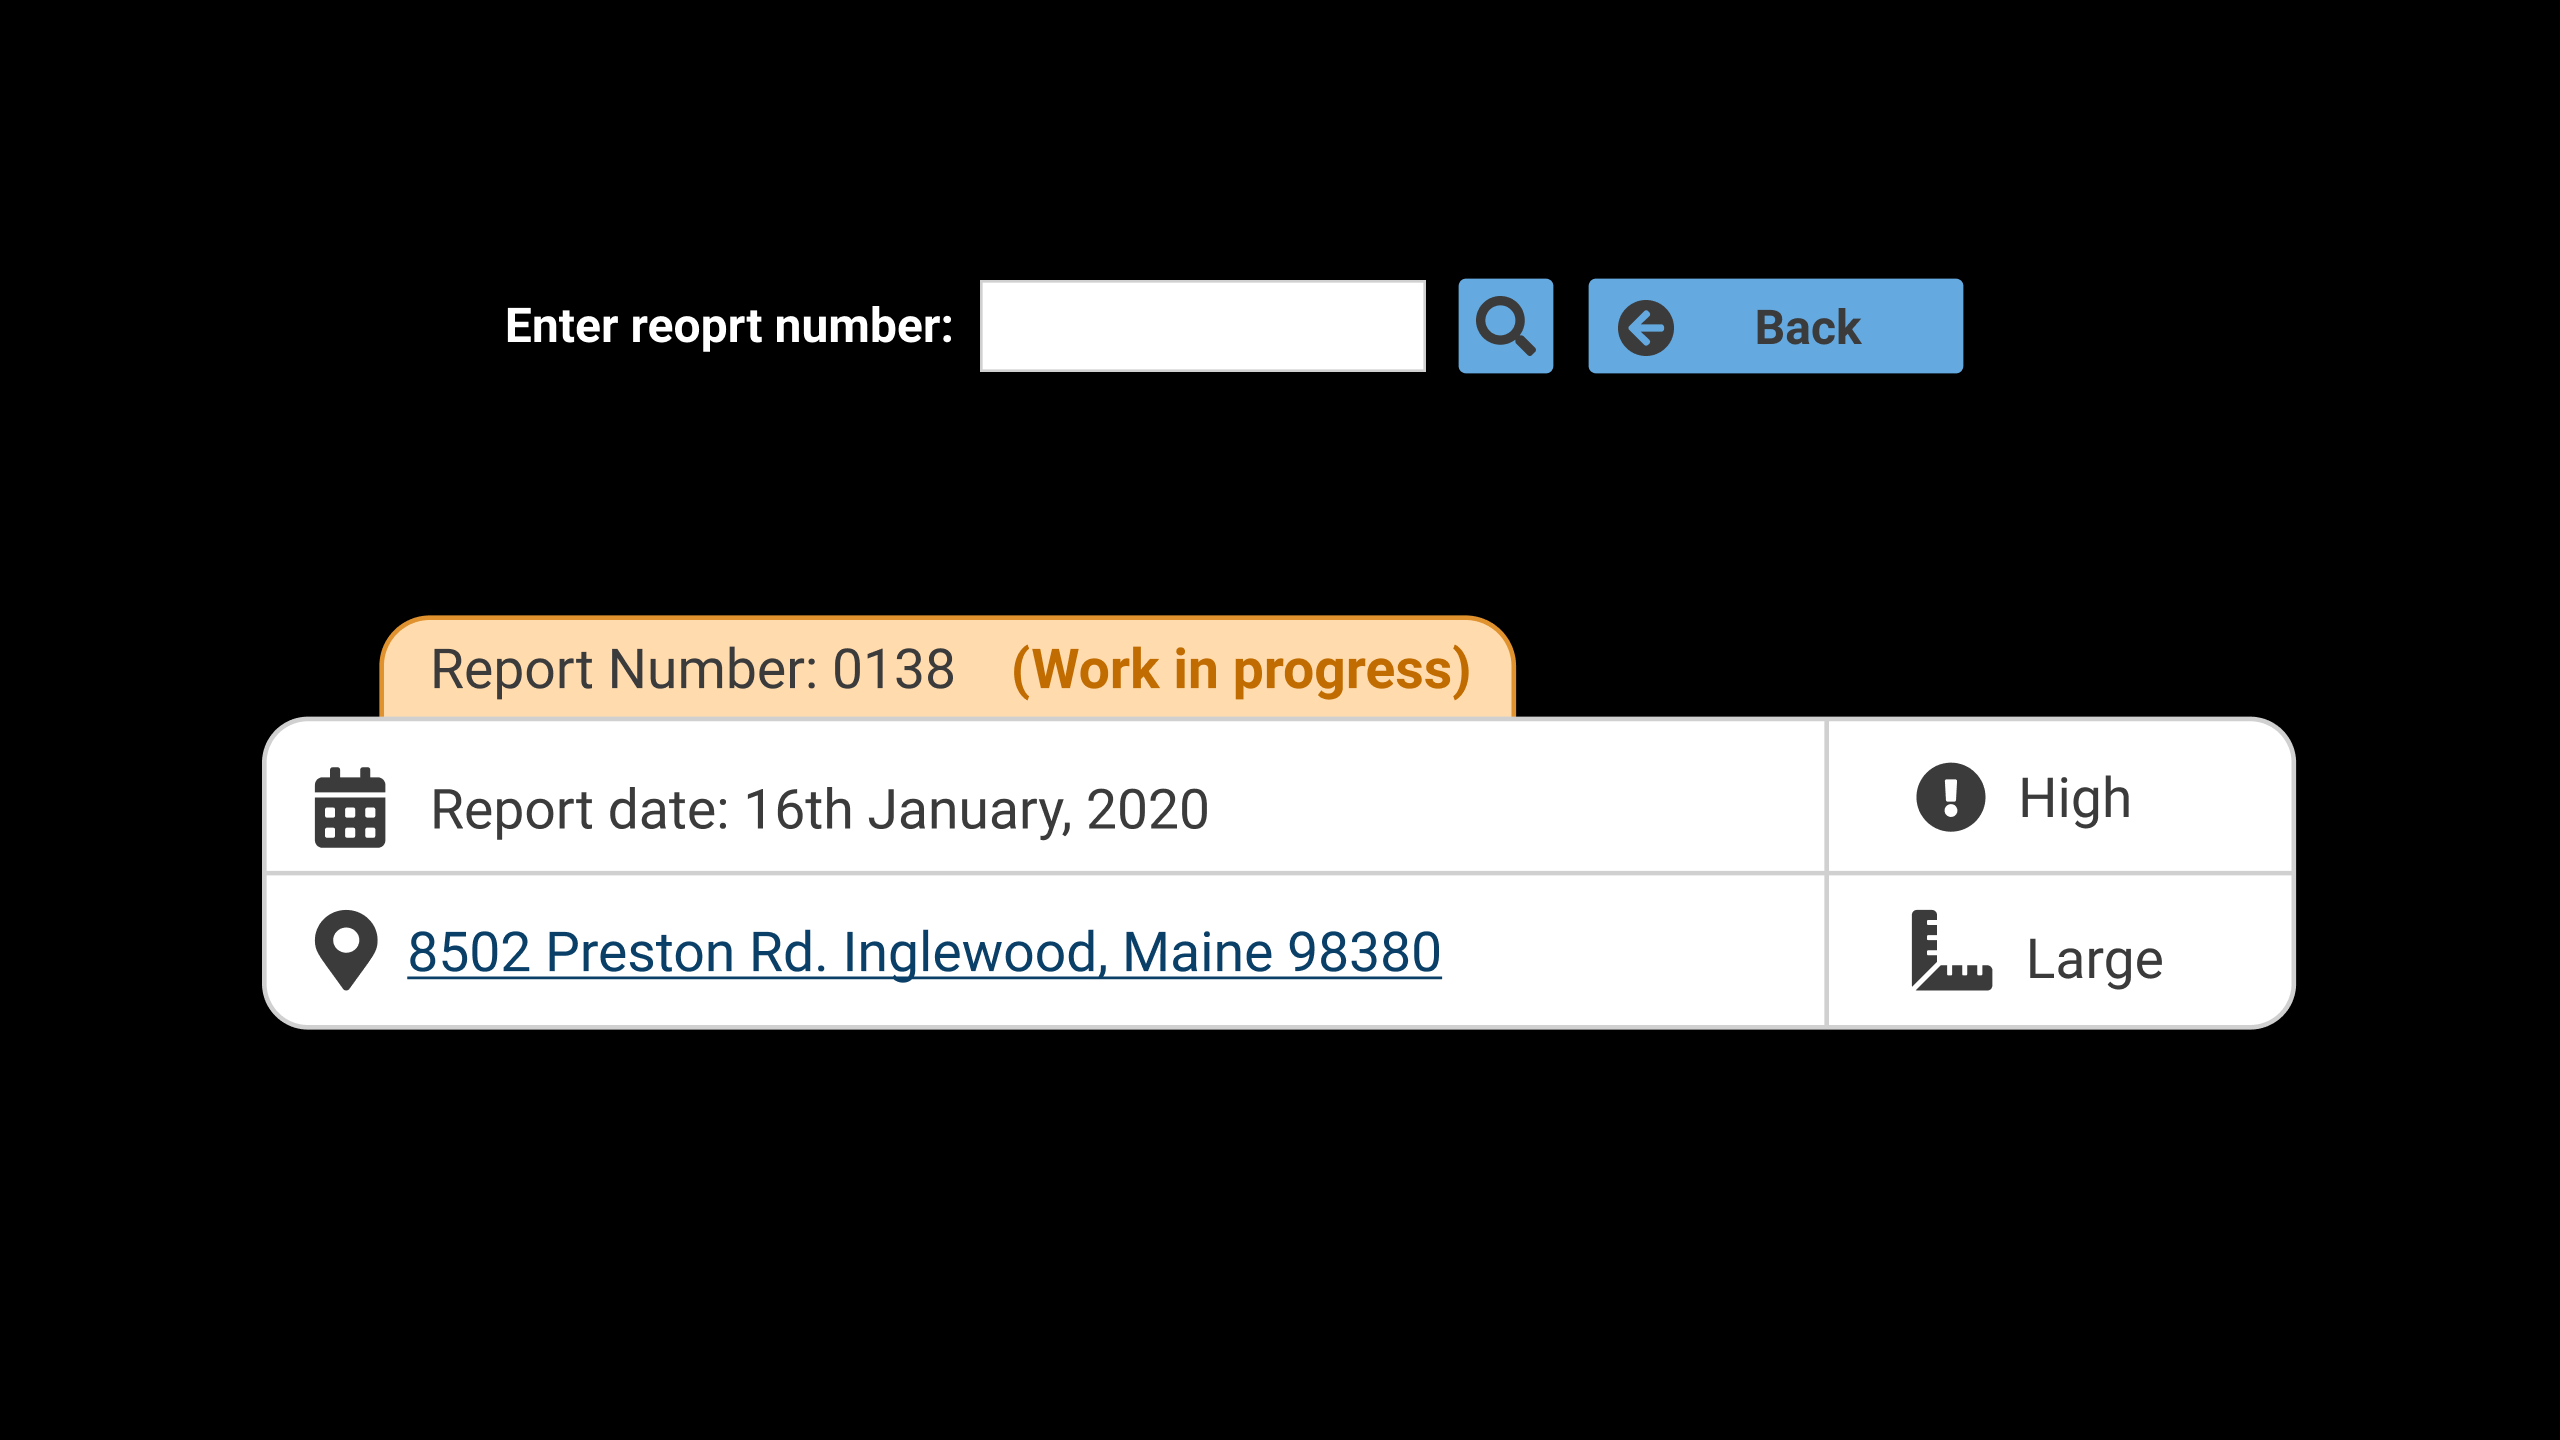 Enter reoprt number:
Back
Report Number: 0138 (Work in progress)
Report date: 16th January, 2020
High
8502 Preston Rd. Inglewood, Maine 98380
Large